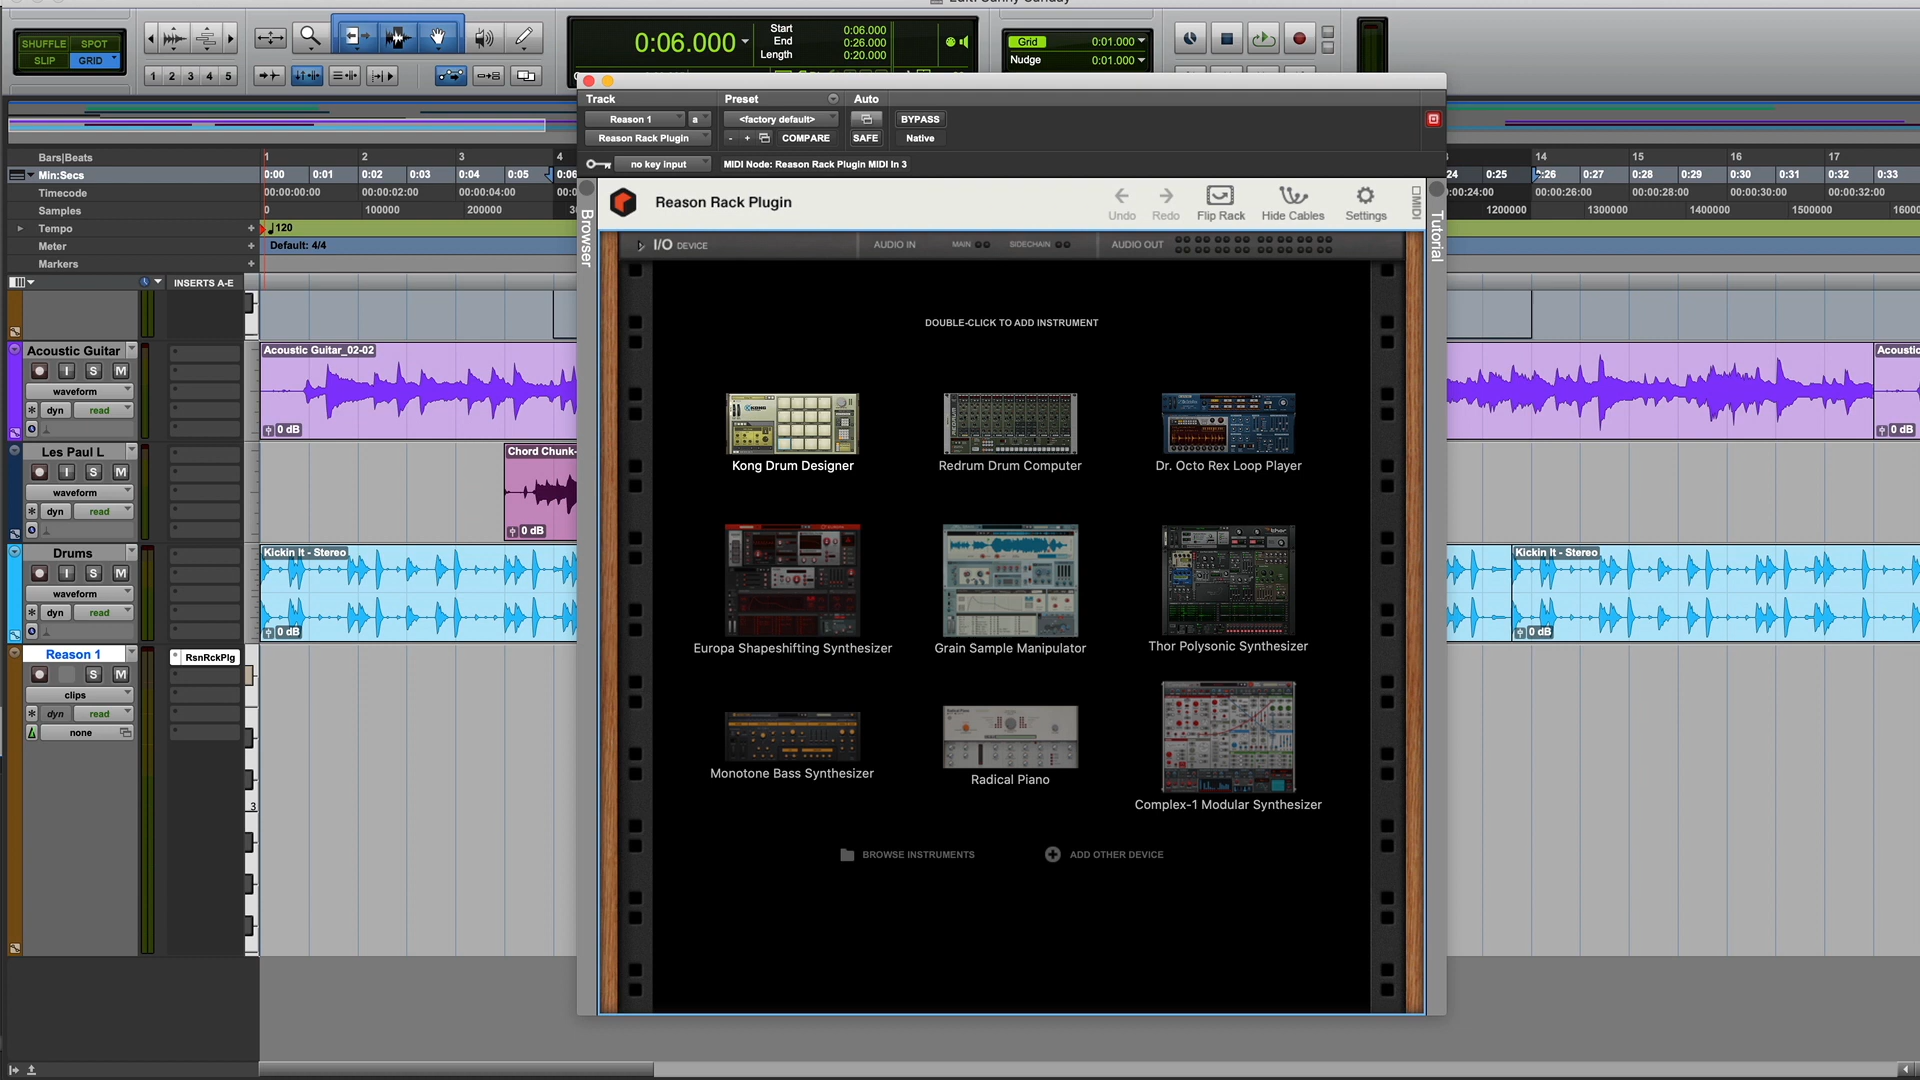 SHUFFLE SPOT
SLIP GRID
1 2 3 4 5
0:06.000
Start 0:06.000
End 0:26.000
Length 0:20.000
Grid 0:01.000
Nudge 0:01.000
Track
Preset
Auto
Reason 1 a
<factory default>
BYPASS
Reason Rack Plugin
- + COMPARE
SAFE
Native
no key input
MIDI Node: Reason Rack Plugin MIDI In 3
Bars|Beats 1 2 3 4 14 15 16 17
Min:Secs 0:00 0:01 0:02 0:03 0:04 0:05 0:06 0:25 0:26 0:27 0:28 0:29 0:30 0:31 0:32 0:33
Timecode 00:00:00:00 00:00:02:00 00:00:04:00 :00:24:00 00:00:26:00 00:00:28:00 00:00:30:00 00:00:32:00
Samples 0 100000 200000 1200000 1300000 1400000 1500000
Tempo 120
Meter Default: 4/4
Markers
INSERTS A-E
Browser
Reason Rack Plugin
Undo
Redo
Flip Rack
Hide Cables
Settings
MIDI
Tutorial
I/O DEVICE
AUDIO IN
MAIN
SIDECHAIN
AUDIO OUT
DOUBLE-CLICK TO ADD INSTRUMENT
Kong Drum Designer
Redrum Drum Computer
Dr. Octo Rex Loop Player
Europa Shapeshifting Synthesizer
Grain Sample Manipulator
Thor Polysonic Synthesizer
Monotone Bass Synthesizer
Radical Piano
Complex-1 Modular Synthesizer
BROWSE INSTRUMENTS
ADD OTHER DEVICE
Acoustic Guitar
I S M
waveform
dyn read
Acoustic Guitar_02-02
0 dB
Acoustic
0 dB
Les Paul L
I S M
waveform
dyn read
Chord Chunk-
0 dB
Drums
I S M
waveform
dyn read
Kickin It - Stereo
0 dB
Kickin It - Stereo
0 dB
Reason 1
RsnRckPlg
S M
clips
dyn read
none
3